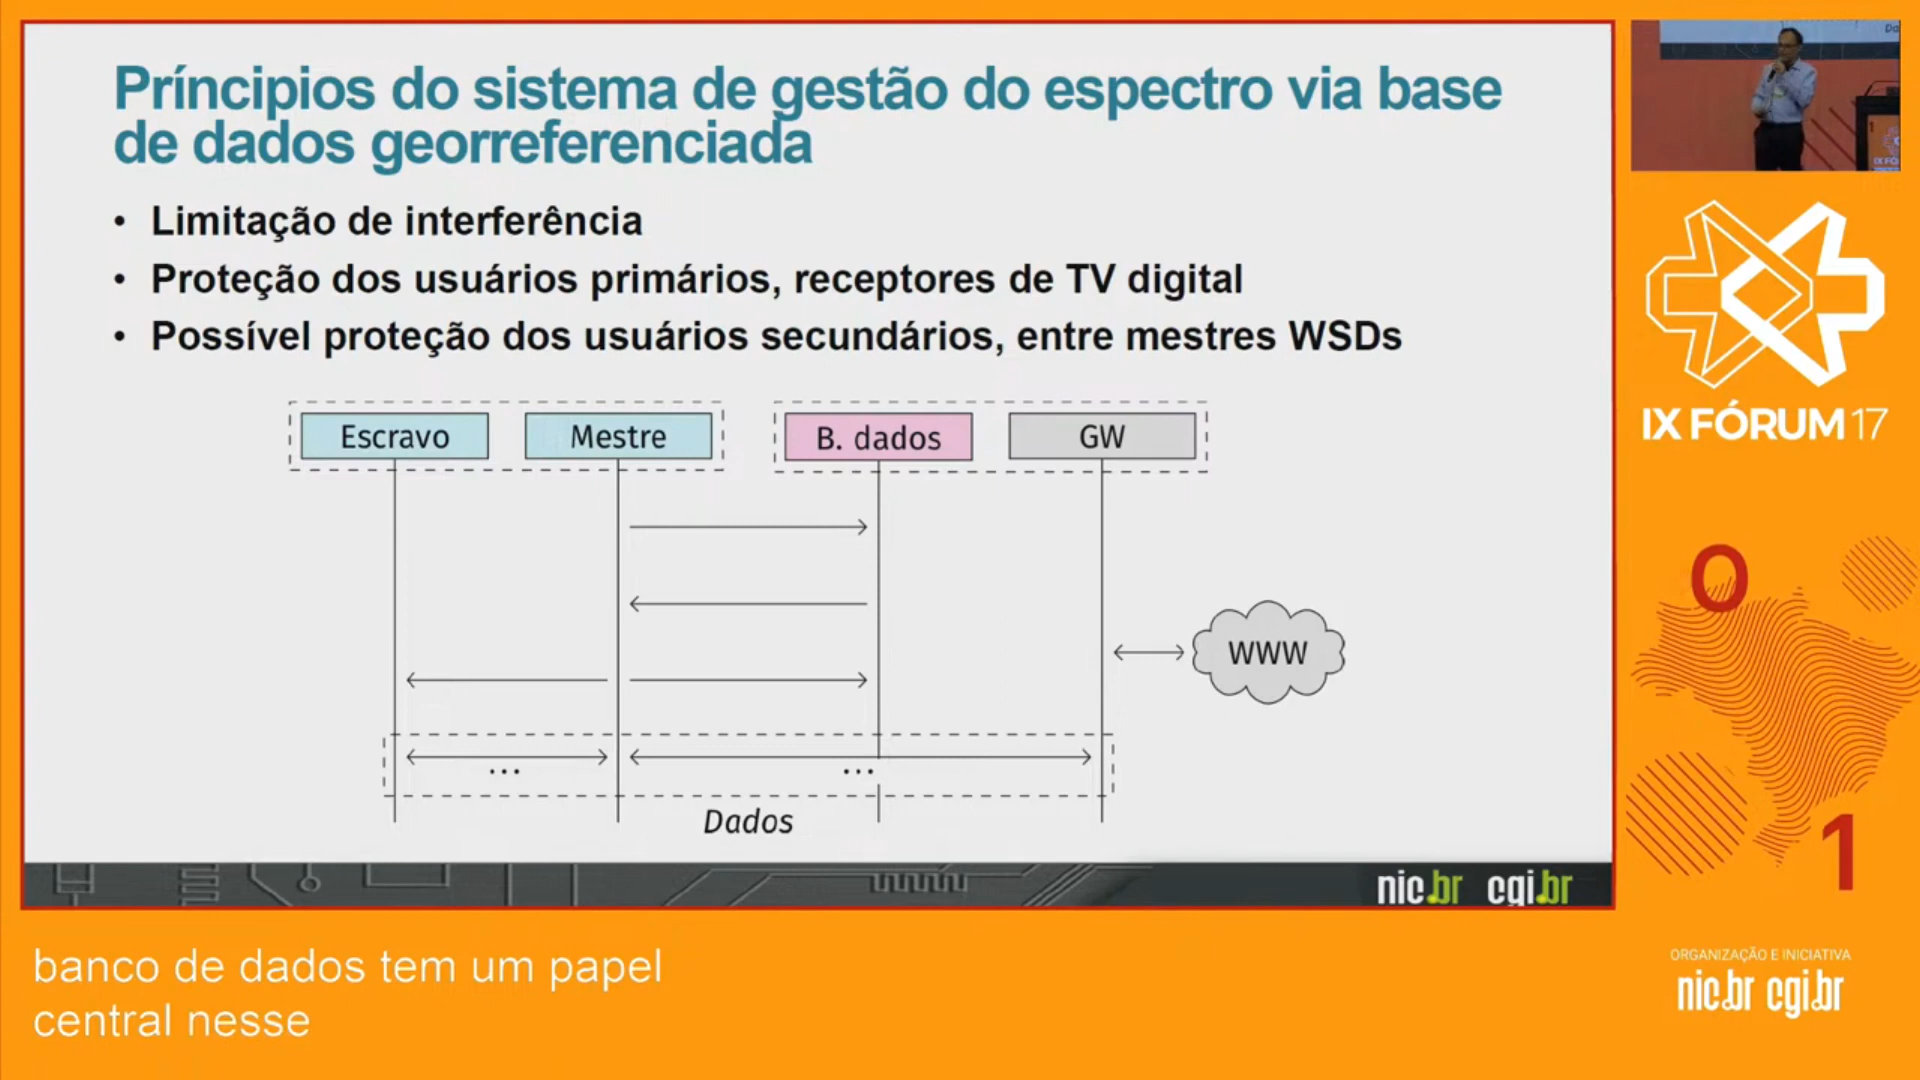 Príncipios do sistema de gestão do espectro via base
de dados georreferenciada
• Limitação de interferência
• Proteção dos usuários primários, receptores de TV digital
• Possível proteção dos usuários secundários, entre mestres WSDs
Escravo
Mestre
B. dados
GW
WWW
...
...
Dados
nic.br cgi.br
banco de dados tem um papel
central nesse
IX FÓRUM 17
0
1
ORGANIZAÇÃO E INICIATIVA
nic.br cgi.br